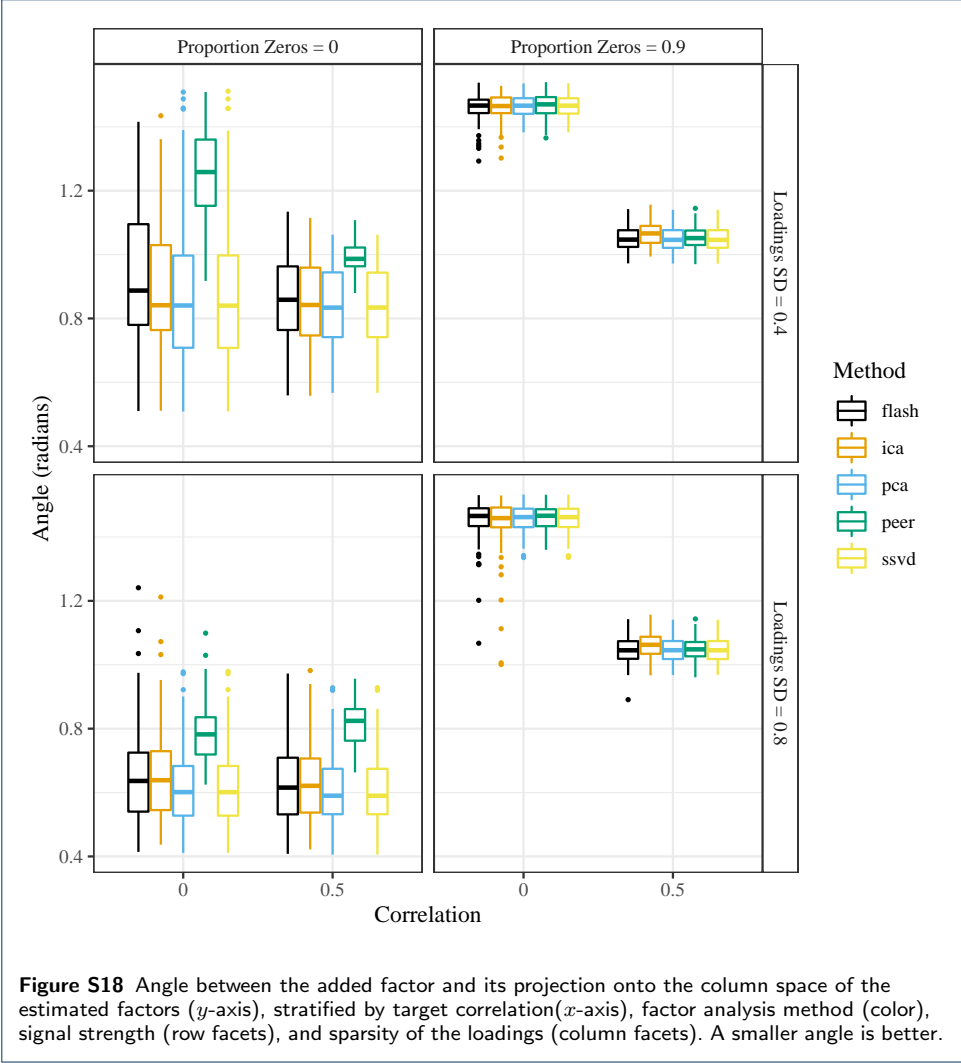 Proportion Zeros = 0
Proportion Zeros = 0.9
1.2
0.8
0.4
Loadings SD = 0.4
1.2
0.8
0.4
Loadings SD = 0.8
Angle (radians)
0
0.5
0
0.5
Correlation
Method
flash
ica
pca
peer
ssvd
Figure S18 Angle between the added factor and its projection onto the column space of the
estimated factors (y-axis), stratified by target correlation(x-axis), factor analysis method (color),
signal strength (row facets), and sparsity of the loadings (column facets). A smaller angle is better.